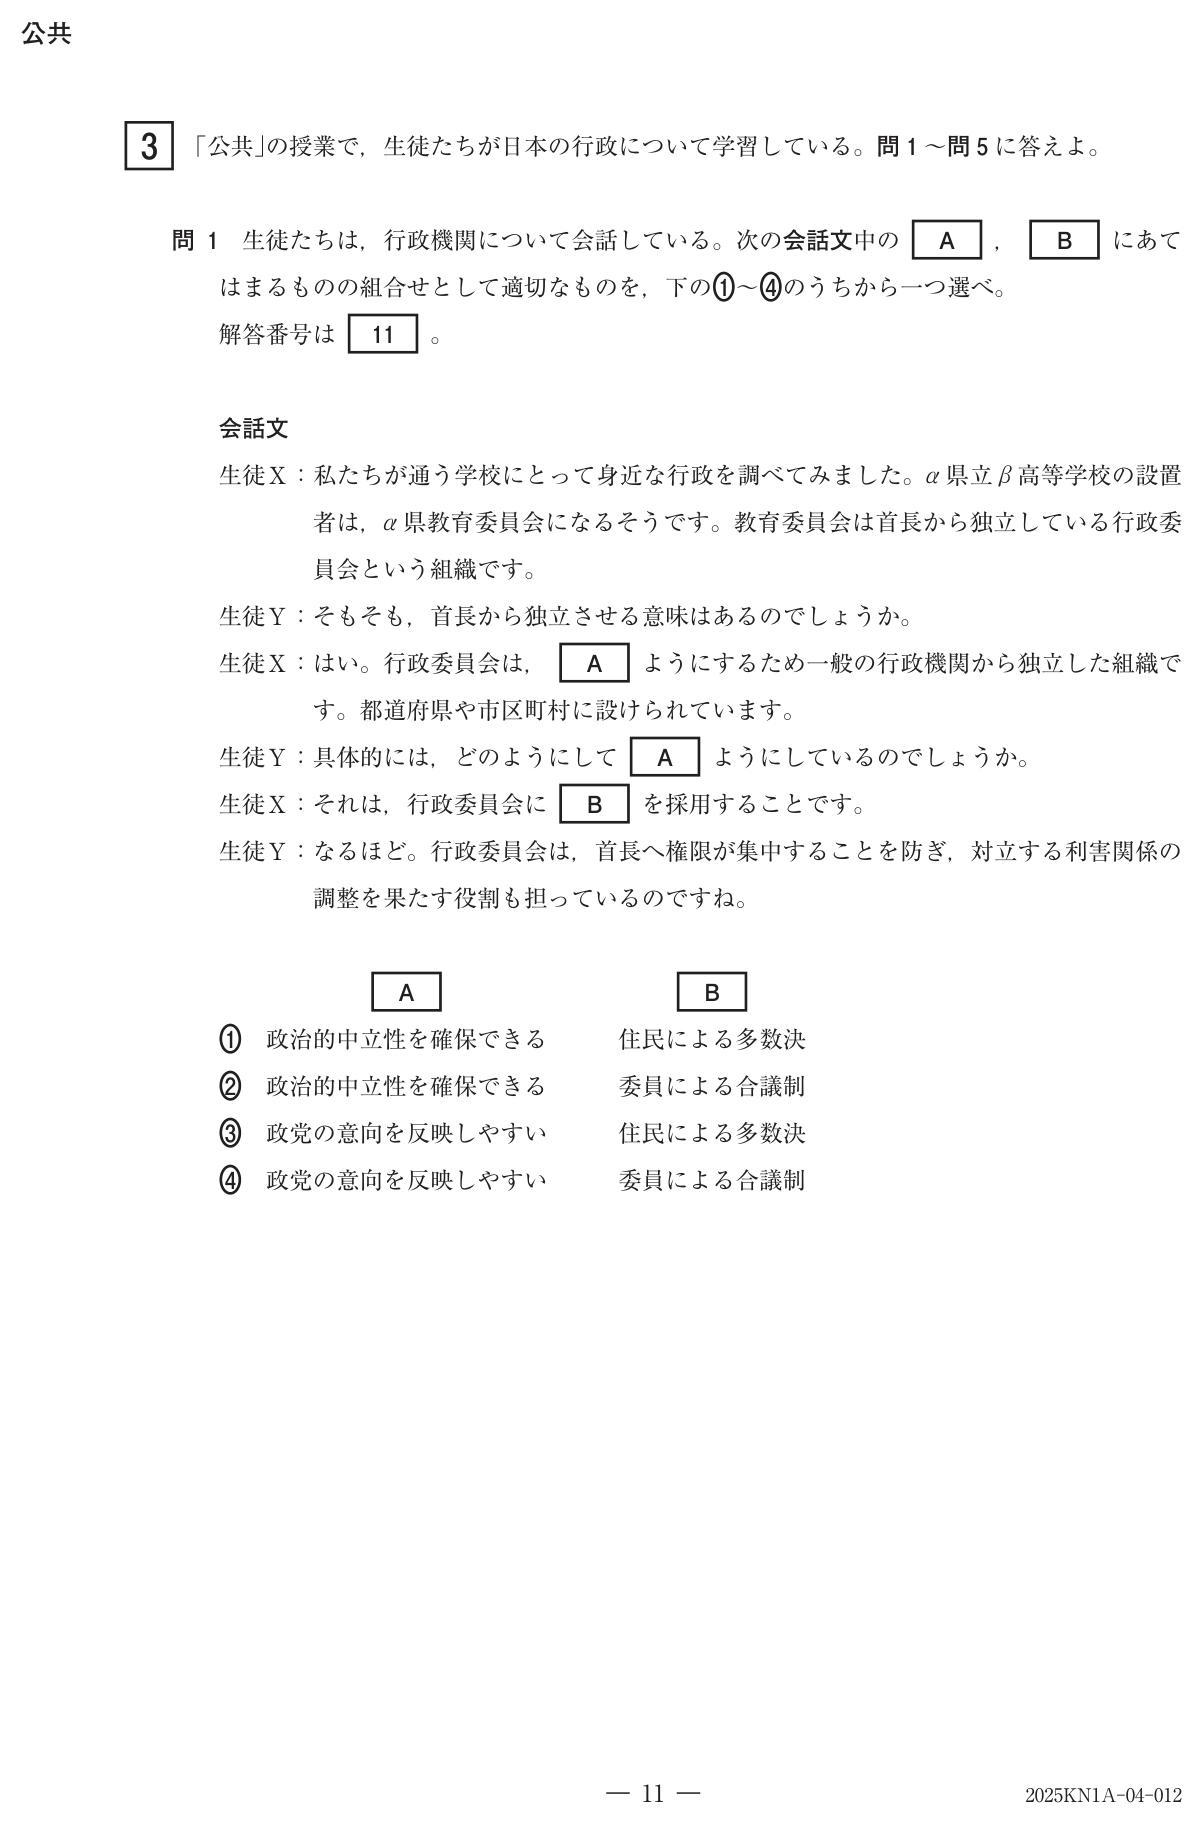 公共
3 「公共」の授業で，生徒たちが日本の行政について学習している。問1～問5に答えよ。
問 1 生徒たちは，行政機関について会話している。次の会話文中の A ， B にあて
はまるものの組合せとして適切なものを，下の①～④のうちから一つ選べ。
解答番号は 11 。
会話文
生徒X：私たちが通う学校にとって身近な行政を調べてみました。α県立β高等学校の設置
者は，α県教育委員会になるそうです。教育委員会は首長から独立している行政委
員会という組織です。
生徒Y：そもそも，首長から独立させる意味はあるのでしょうか。
生徒X：はい。行政委員会は， A ようにするため一般の行政機関から独立した組織で
す。都道府県や市区町村に設けられています。
生徒Y：具体的には，どのようにして A ようにしているのでしょうか。
生徒X：それは，行政委員会に B を採用することです。
生徒Y：なるほど。行政委員会は，首長へ権限が集中することを防ぎ，対立する利害関係の
調整を果たす役割も担っているのですね。
A B
① 政治的中立性を確保できる 住民による多数決
② 政治的中立性を確保できる 委員による合議制
③ 政党の意向を反映しやすい 住民による多数決
④ 政党の意向を反映しやすい 委員による合議制
— 11 —
2025KN1A-04-012